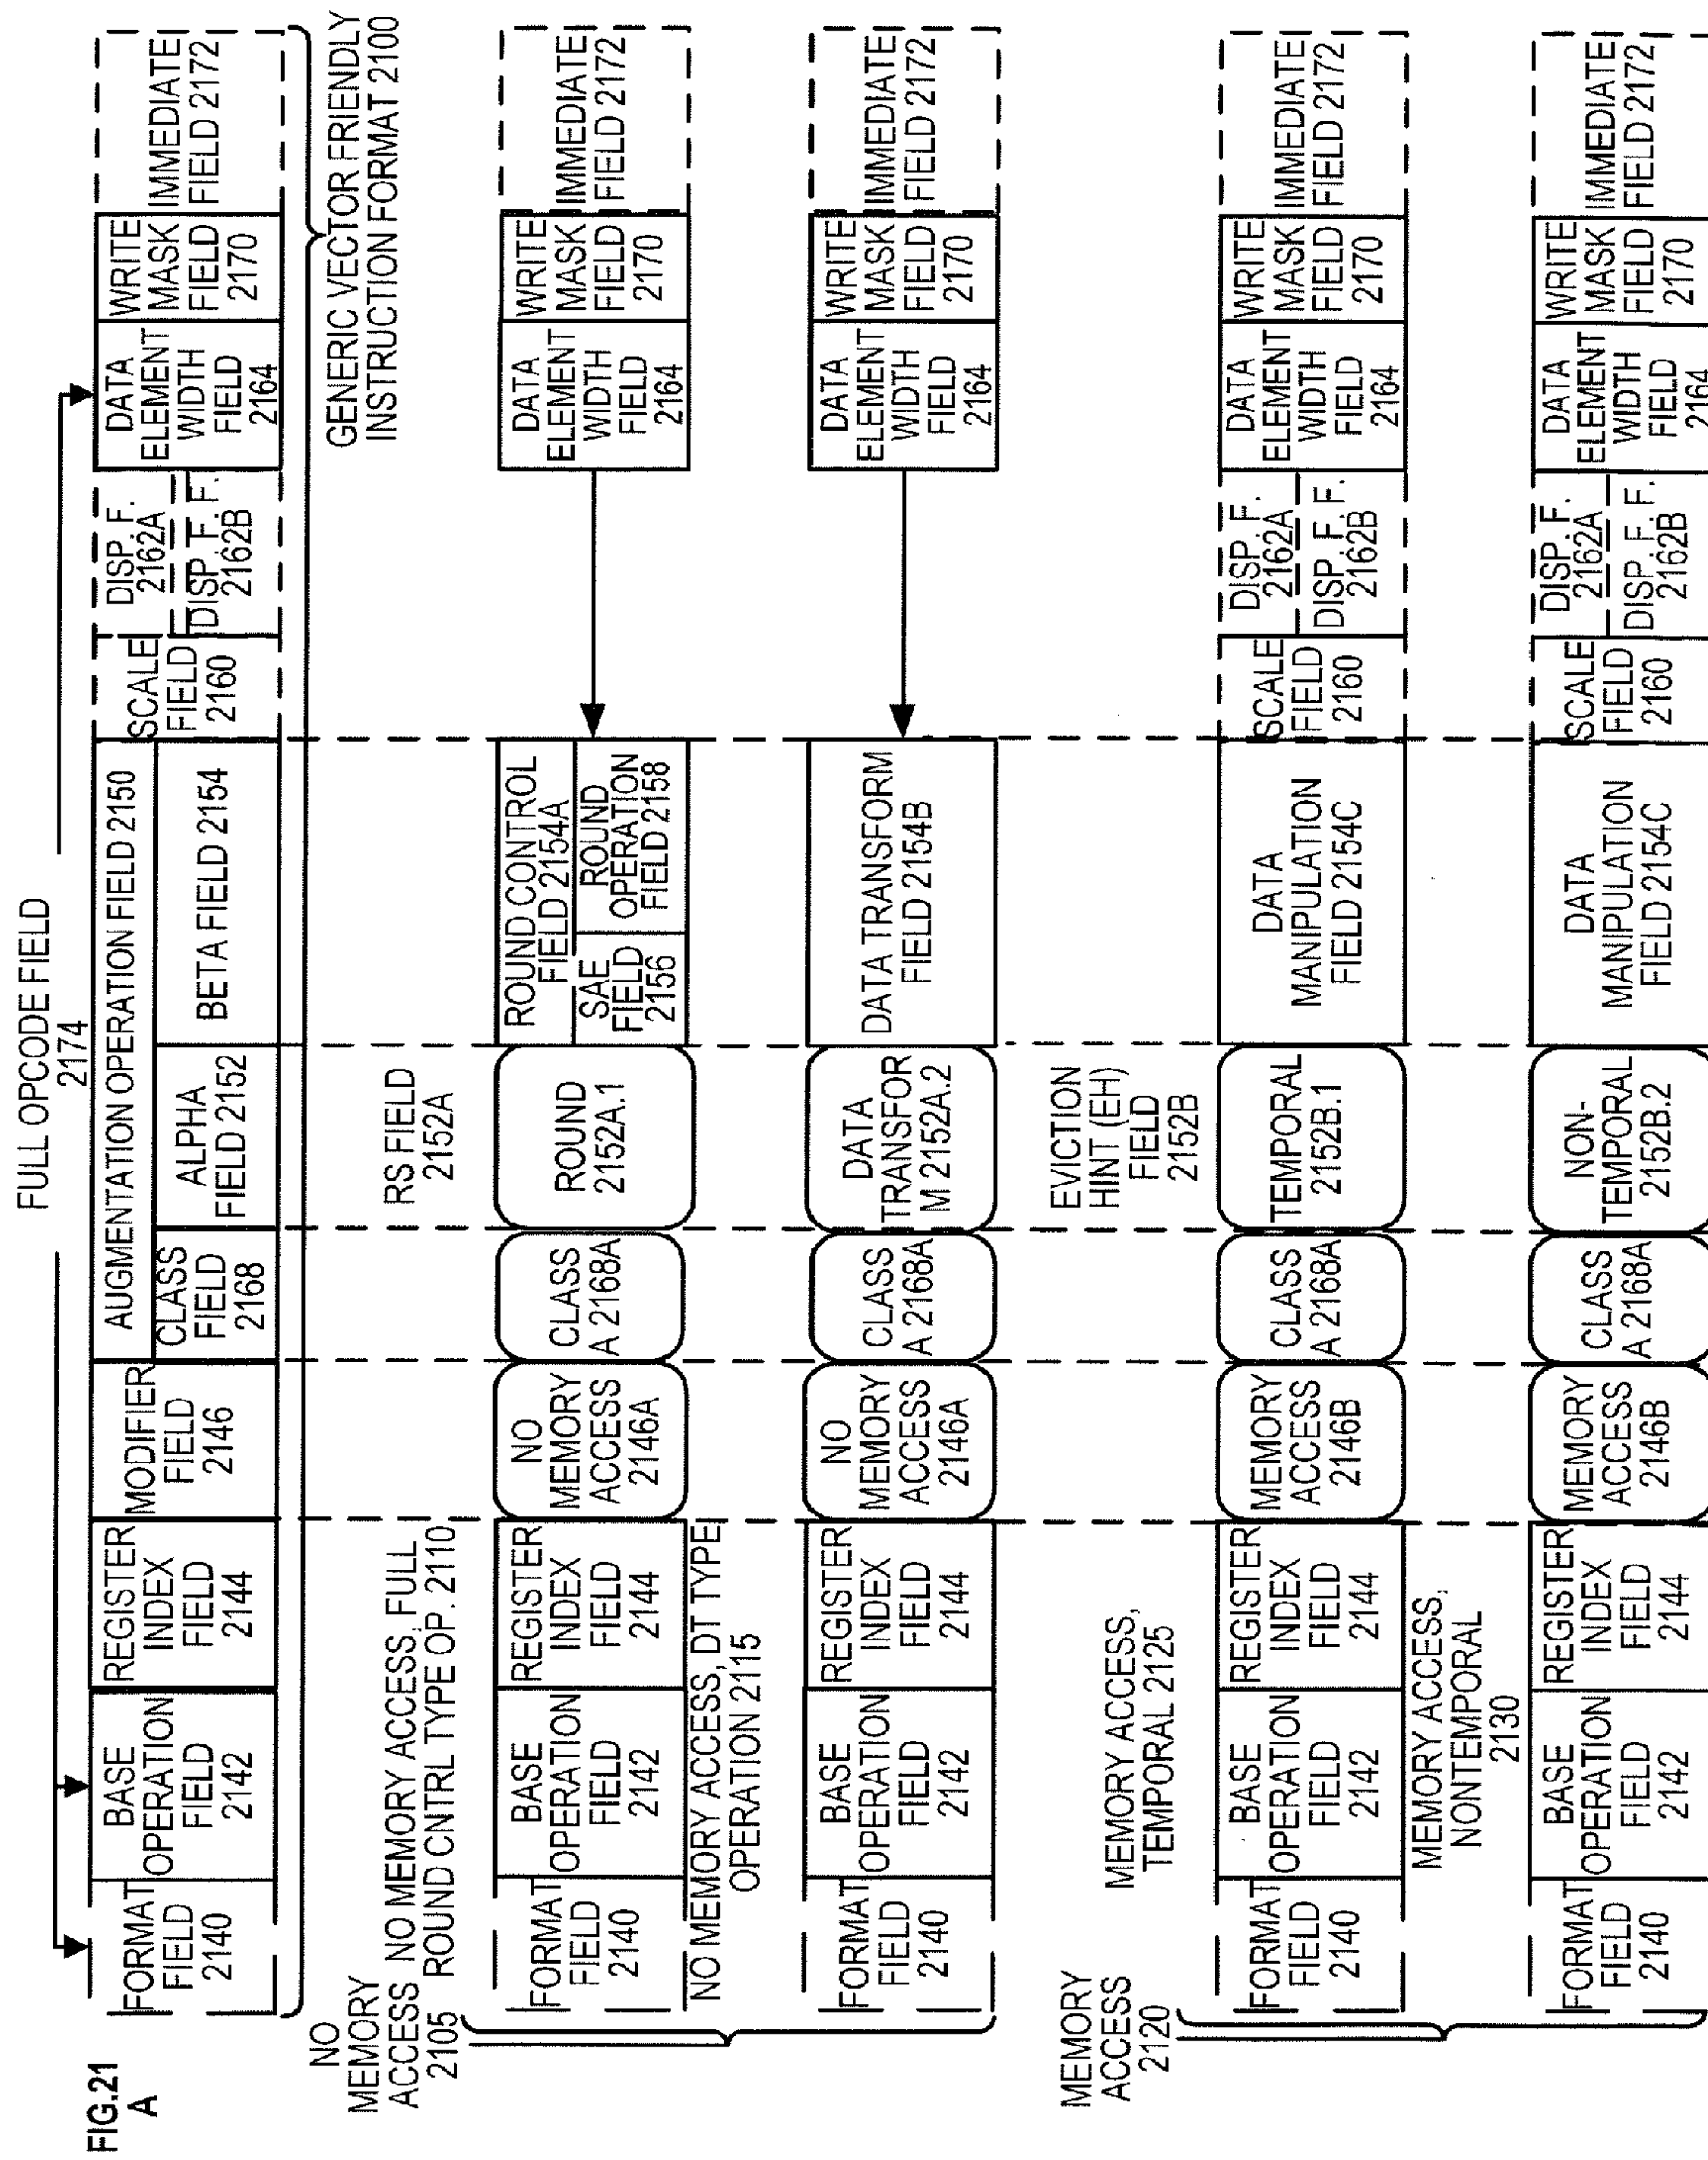 FIG.21
A
FULL OPCODE FIELD
2174
FORMAT
FIELD
2140
BASE
OPERATION
FIELD
2142
REGISTER
INDEX
FIELD
2144
MODIFIER
FIELD
2146
AUGMENTATION OPERATION FIELD 2150
CLASS
FIELD
2168
ALPHA
FIELD 2152
BETA FIELD 2154
SCALE
FIELD
2160
DISP. F.
2162A
DISP. F. F.
2162B
DATA
ELEMENT
WIDTH
FIELD
2164
WRITE
MASK
FIELD
2170
IMMEDIATE
FIELD 2172
GENERIC VECTOR FRIENDLY
INSTRUCTION FORMAT 2100
NO
MEMORY
ACCESS
2105
NO MEMORY ACCESS, FULL
ROUND CNTRL TYPE OP. 2110
RS FIELD
2152A
FORMAT
FIELD
2140
BASE
OPERATION
FIELD
2142
REGISTER
INDEX
FIELD
2144
NO
MEMORY
ACCESS
2146A
CLASS
A 2168A
ROUND
2152A.1
ROUND CONTROL
FIELD 2154A
SAE
FIELD
2156
ROUND
OPERATION
FIELD 2158
DATA
ELEMENT
WIDTH
FIELD
2164
WRITE
MASK
FIELD
2170
IMMEDIATE
FIELD 2172
NO MEMORY ACCESS, DT TYPE
OPERATION 2115
FORMAT
FIELD
2140
BASE
OPERATION
FIELD
2142
REGISTER
INDEX
FIELD
2144
NO
MEMORY
ACCESS
2146A
CLASS
A 2168A
DATA
TRANSFOR
M 2152A.2
DATA TRANSFORM
FIELD 2154B
DATA
ELEMENT
WIDTH
FIELD
2164
WRITE
MASK
FIELD
2170
IMMEDIATE
FIELD 2172
MEMORY
ACCESS
2120
MEMORY ACCESS,
TEMPORAL 2125
EVICTION
HINT (EH)
FIELD
2152B
FORMAT
FIELD
2140
BASE
OPERATION
FIELD
2142
REGISTER
INDEX
FIELD
2144
MEMORY
ACCESS
2146B
CLASS
A 2168A
TEMPORAL
2152B.1
DATA
MANIPULATION
FIELD 2154C
SCALE
FIELD
2160
DISP. F.
2162A
DISP. F. F.
2162B
DATA
ELEMENT
WIDTH
FIELD
2164
WRITE
MASK
FIELD
2170
IMMEDIATE
FIELD 2172
MEMORY ACCESS,
NONTEMPORAL
2130
FORMAT
FIELD
2140
BASE
OPERATION
FIELD
2142
REGISTER
INDEX
FIELD
2144
MEMORY
ACCESS
2146B
CLASS
A 2168A
NON-
TEMPORAL
2152B.2
DATA
MANIPULATION
FIELD 2154C
SCALE
FIELD
2160
DISP. F.
2162A
DISP. F. F.
2162B
DATA
ELEMENT
WIDTH
FIELD
2164
WRITE
MASK
FIELD
2170
IMMEDIATE
FIELD 2172